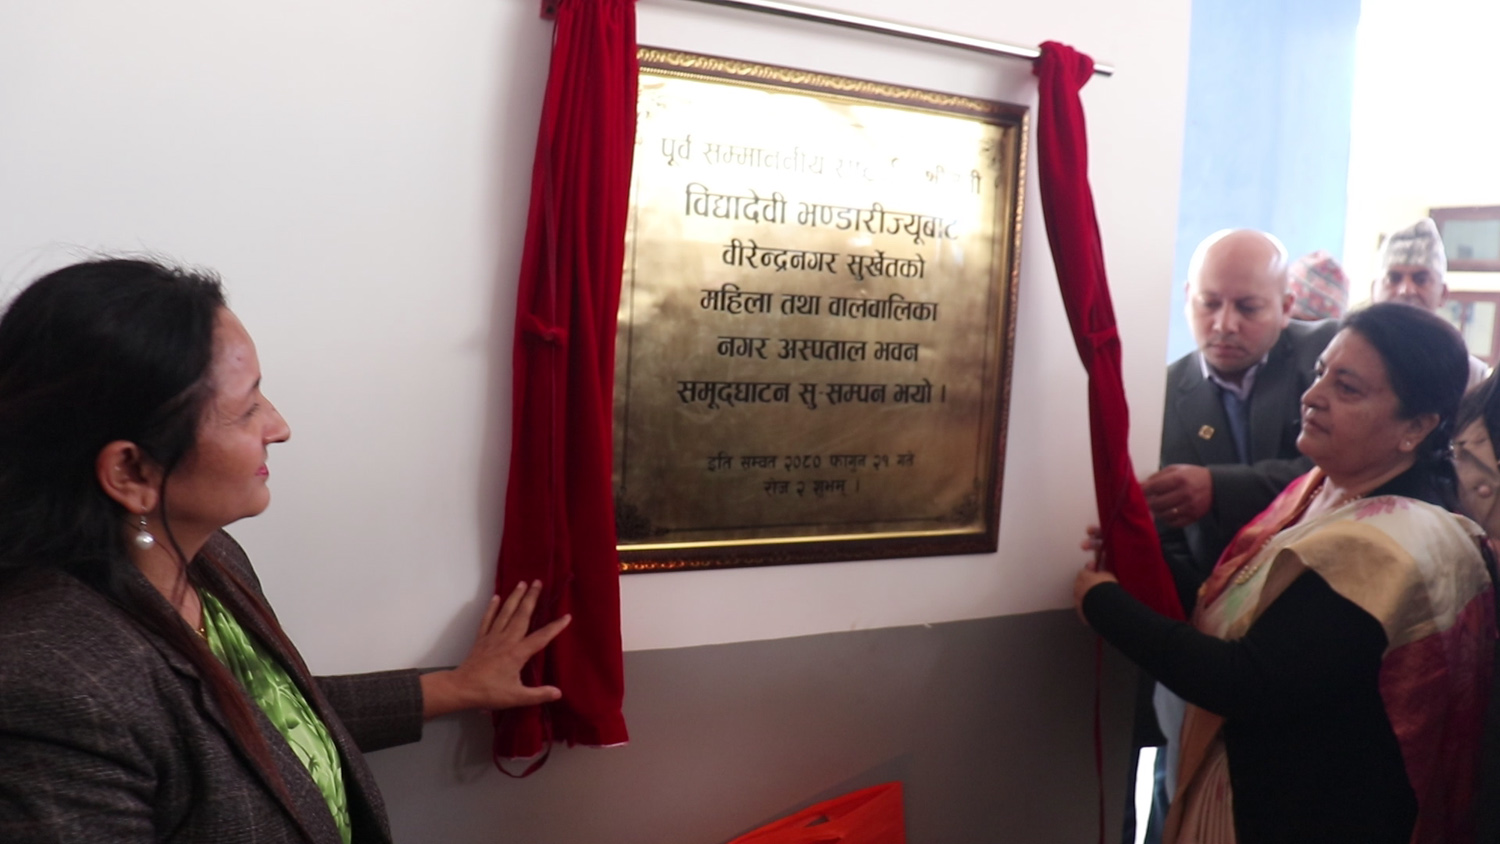 पूर्व सम्माननीय
विद्यादेवी भण्डारीज्यूबाट
वीरेन्द्रनगर सुर्खेतको
महिला तथा वालवालिका
नगर अस्पताल भवन
समूद्घाटन सु-सम्पन भयो ।
इति सम्वत २०८० फागुन २१ गते
रोज २ शुभम् ।